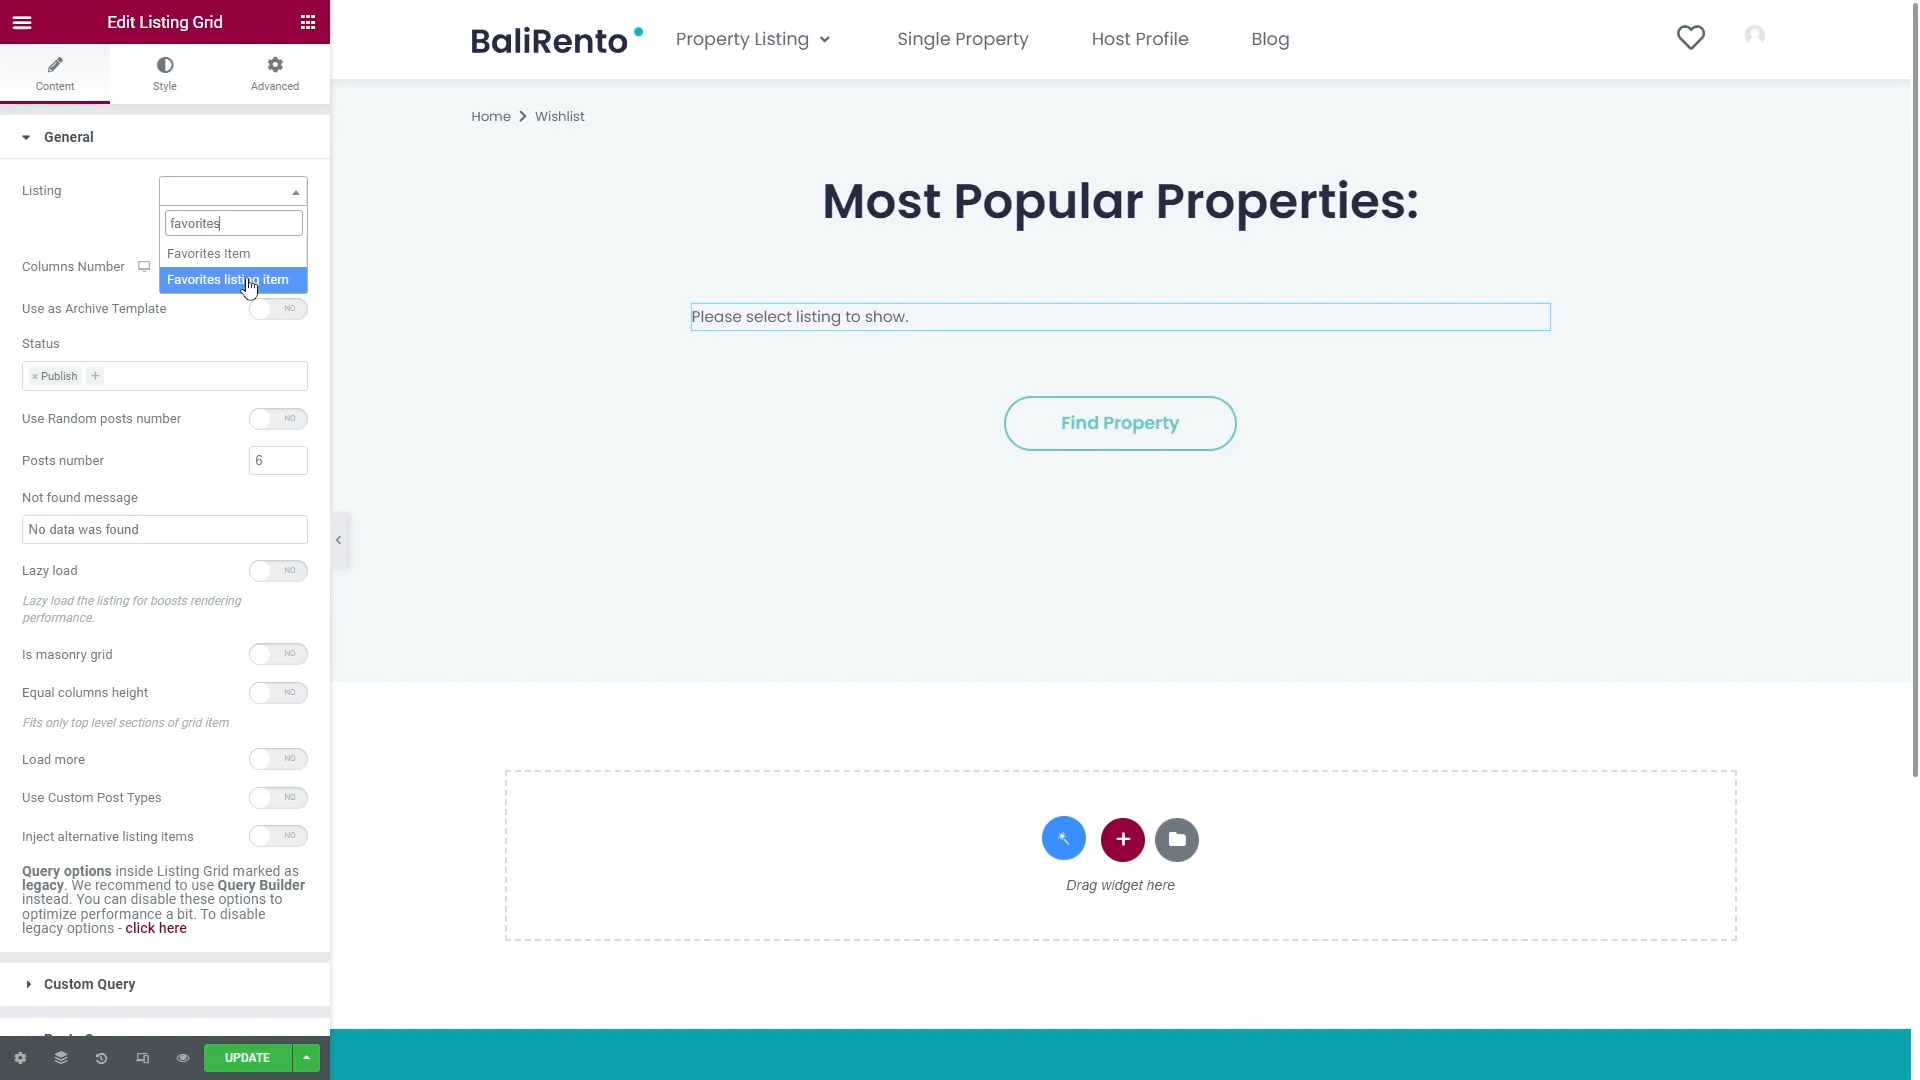 Edit Listing Grid
Content
Style
Advanced
General
Listing
favorites
Favorites Item
Favorites listing item
Columns Number
Use as Archive Template
NO
Status
× Publish +
Use Random posts number
NO
Posts number
6
Not found message
No data was found
Lazy load
NO
Lazy load the listing for boosts rendering
performance.
Is masonry grid
NO
Equal columns height
NO
Fits only top level sections of grid item
Load more
NO
Use Custom Post Types
NO
Inject alternative listing items
NO
Query options inside Listing Grid marked as
legacy. We recommend to use Query Builder
instead. You can disable these options to
optimize performance a bit. To disable
legacy options - click here
Custom Query
UPDATE
BaliRento
Property Listing
Single Property
Host Profile
Blog
Home > Wishlist
Most Popular Properties:
Please select listing to show.
Find Property
Drag widget here